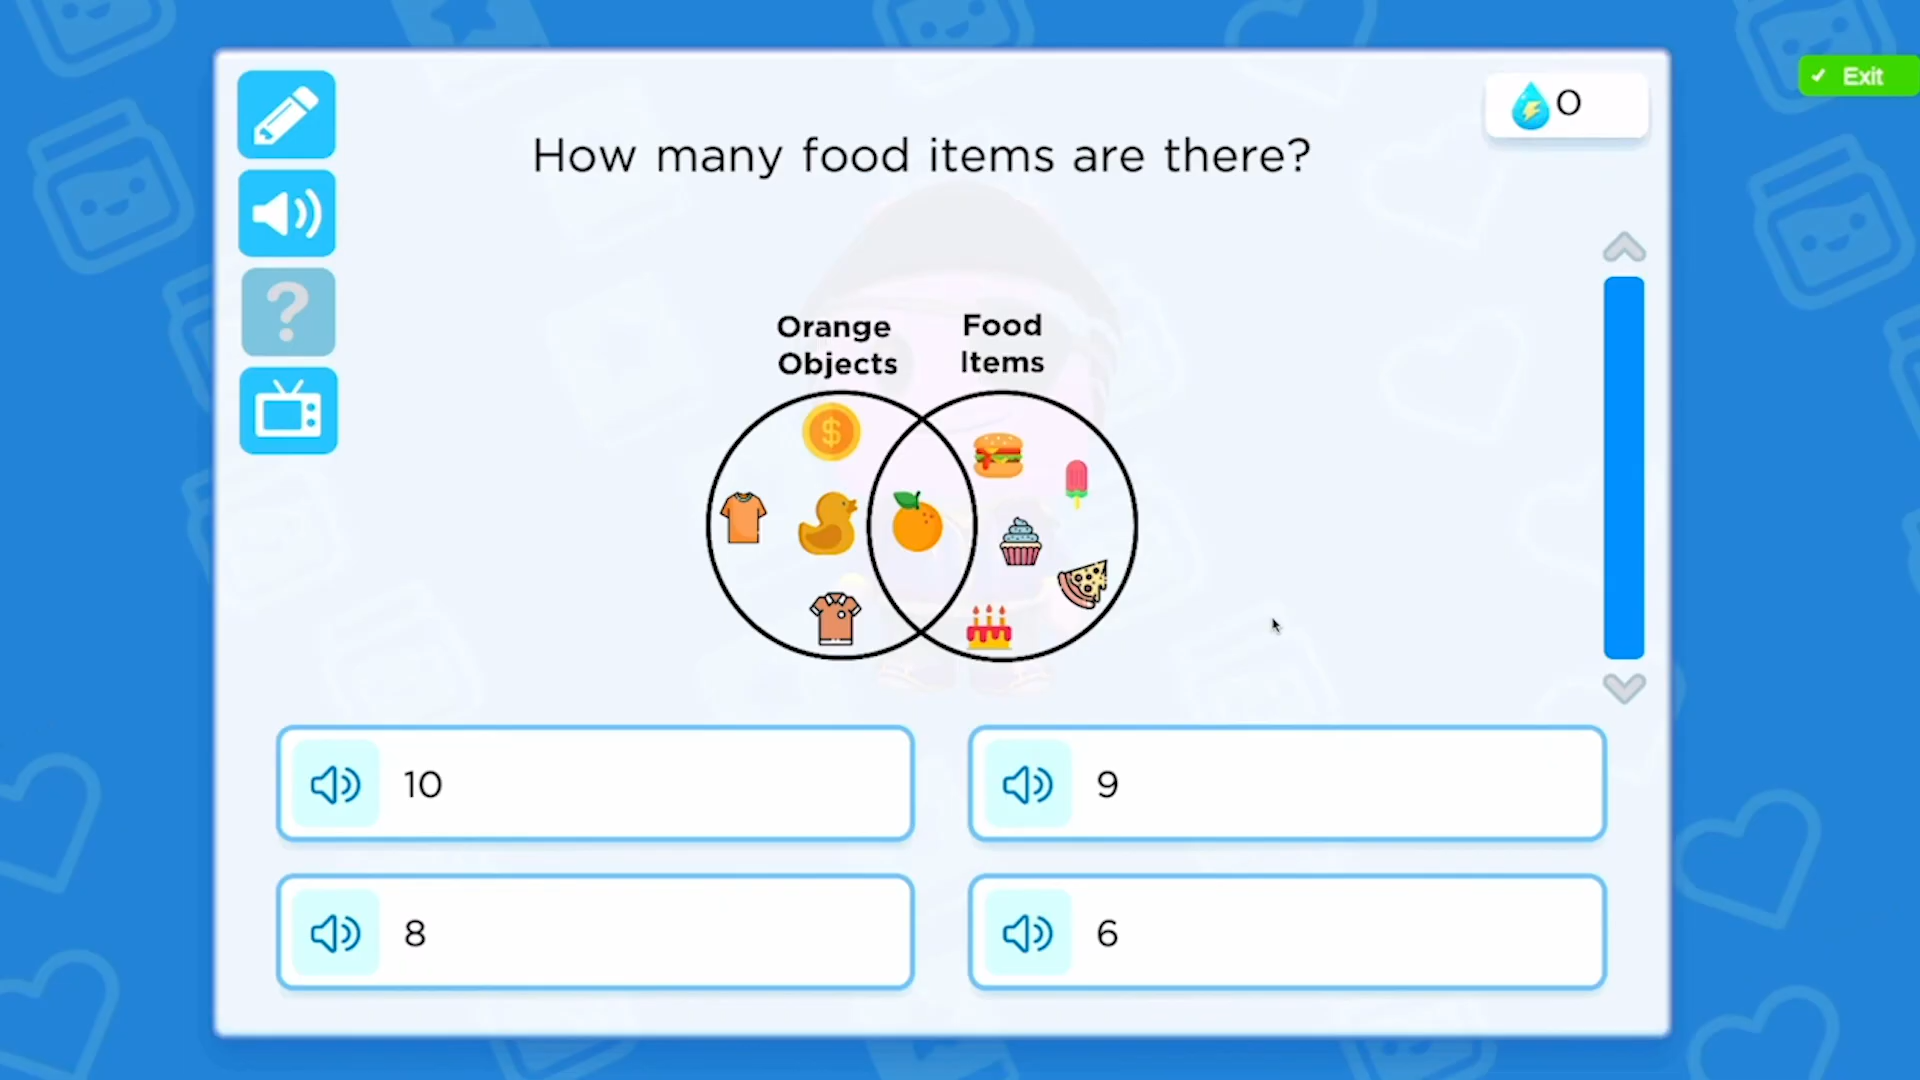 Exit
0
How many food items are there?
Orange
Objects
Food
Items
$
?
10
9
8
6